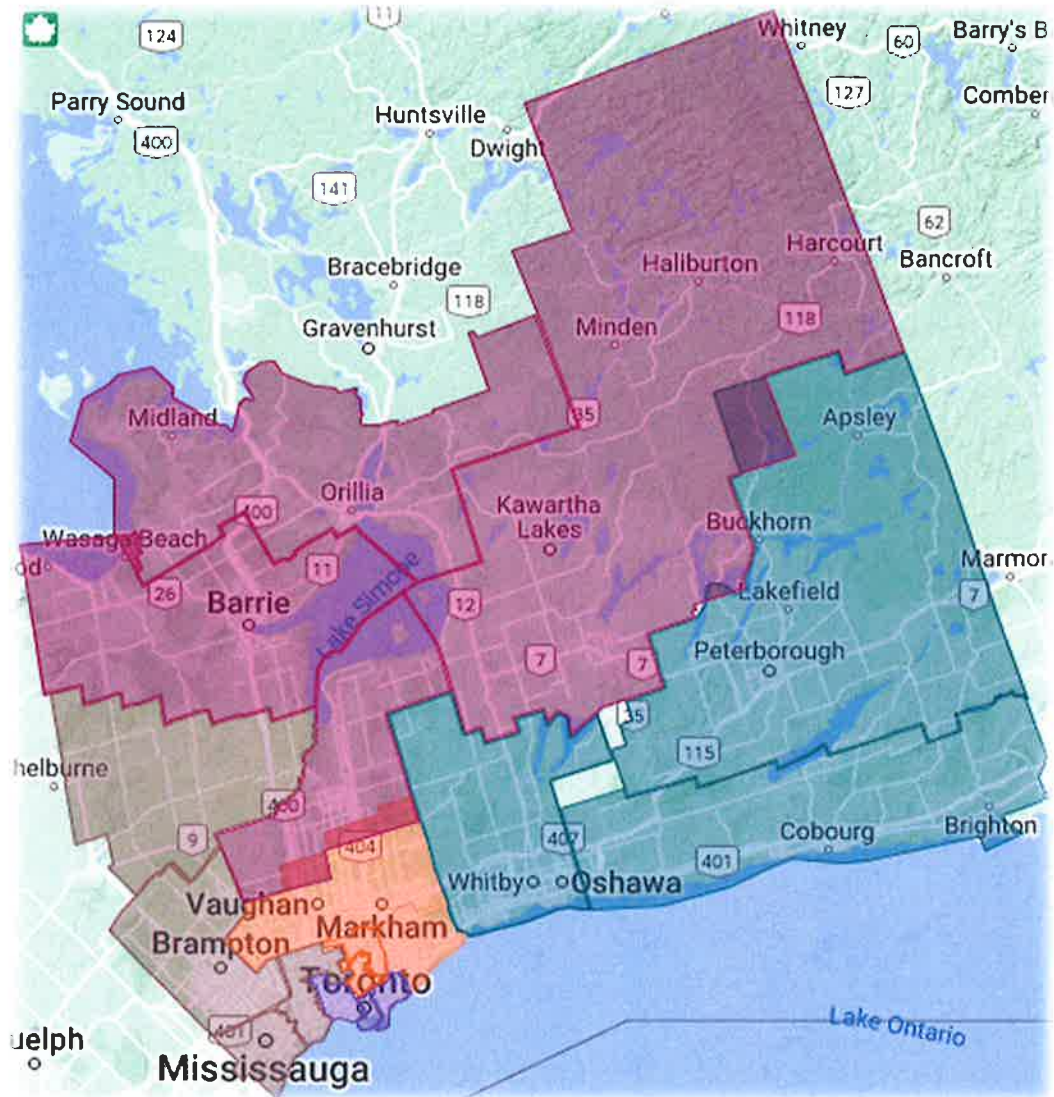 11
124
Whitney
60
Barry's B
Parry Sound
127
Comber
Huntsville
400
Dwight
141
62
Harcourt
Bancroft
Haliburton
Bracebridge
118
118
Gravenhurst
Minden
35
Midland
Apsley
Orillia
400
Kawartha
Lakes
Buckhorn
Wasaga Beach
d
11
Marmor
26
Lake Simcoe
Barrie
12
Lakefield
7
7
7
Peterborough
35
115
helburne
400
9
404
407
Cobourg
Brighton
401
Whitby
Oshawa
Vaughan
Markham
Brampton
Toronto
401
Lake Ontario
uelph
Mississauga